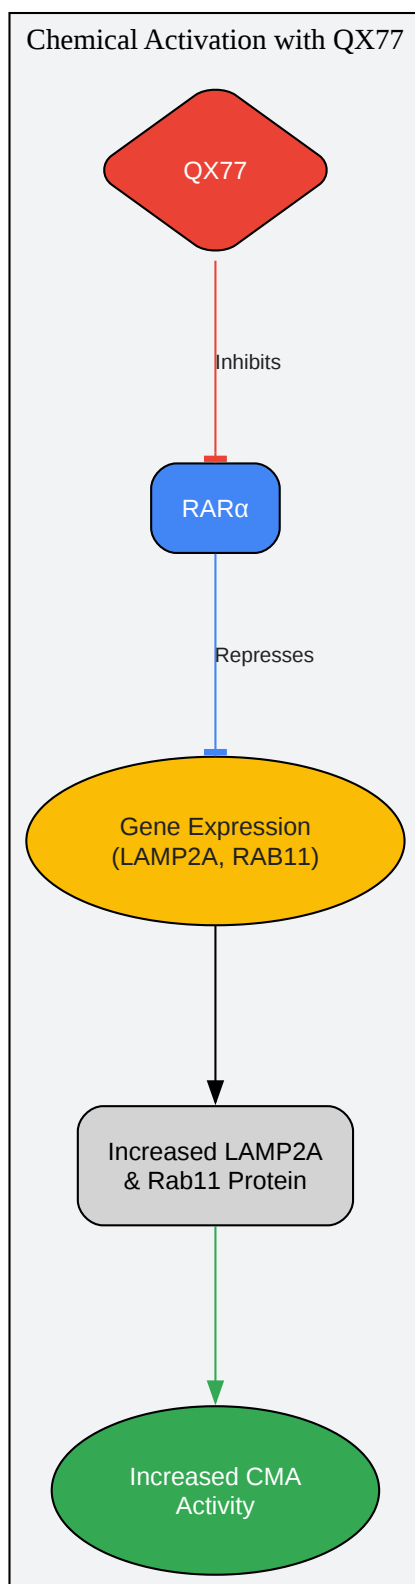 Chemical Activation with QX77
QX77
Inhibits
RARα
Represses
Gene Expression
(LAMP2A, RAB11)
Increased LAMP2A
& Rab11 Protein
Increased CMA
Activity